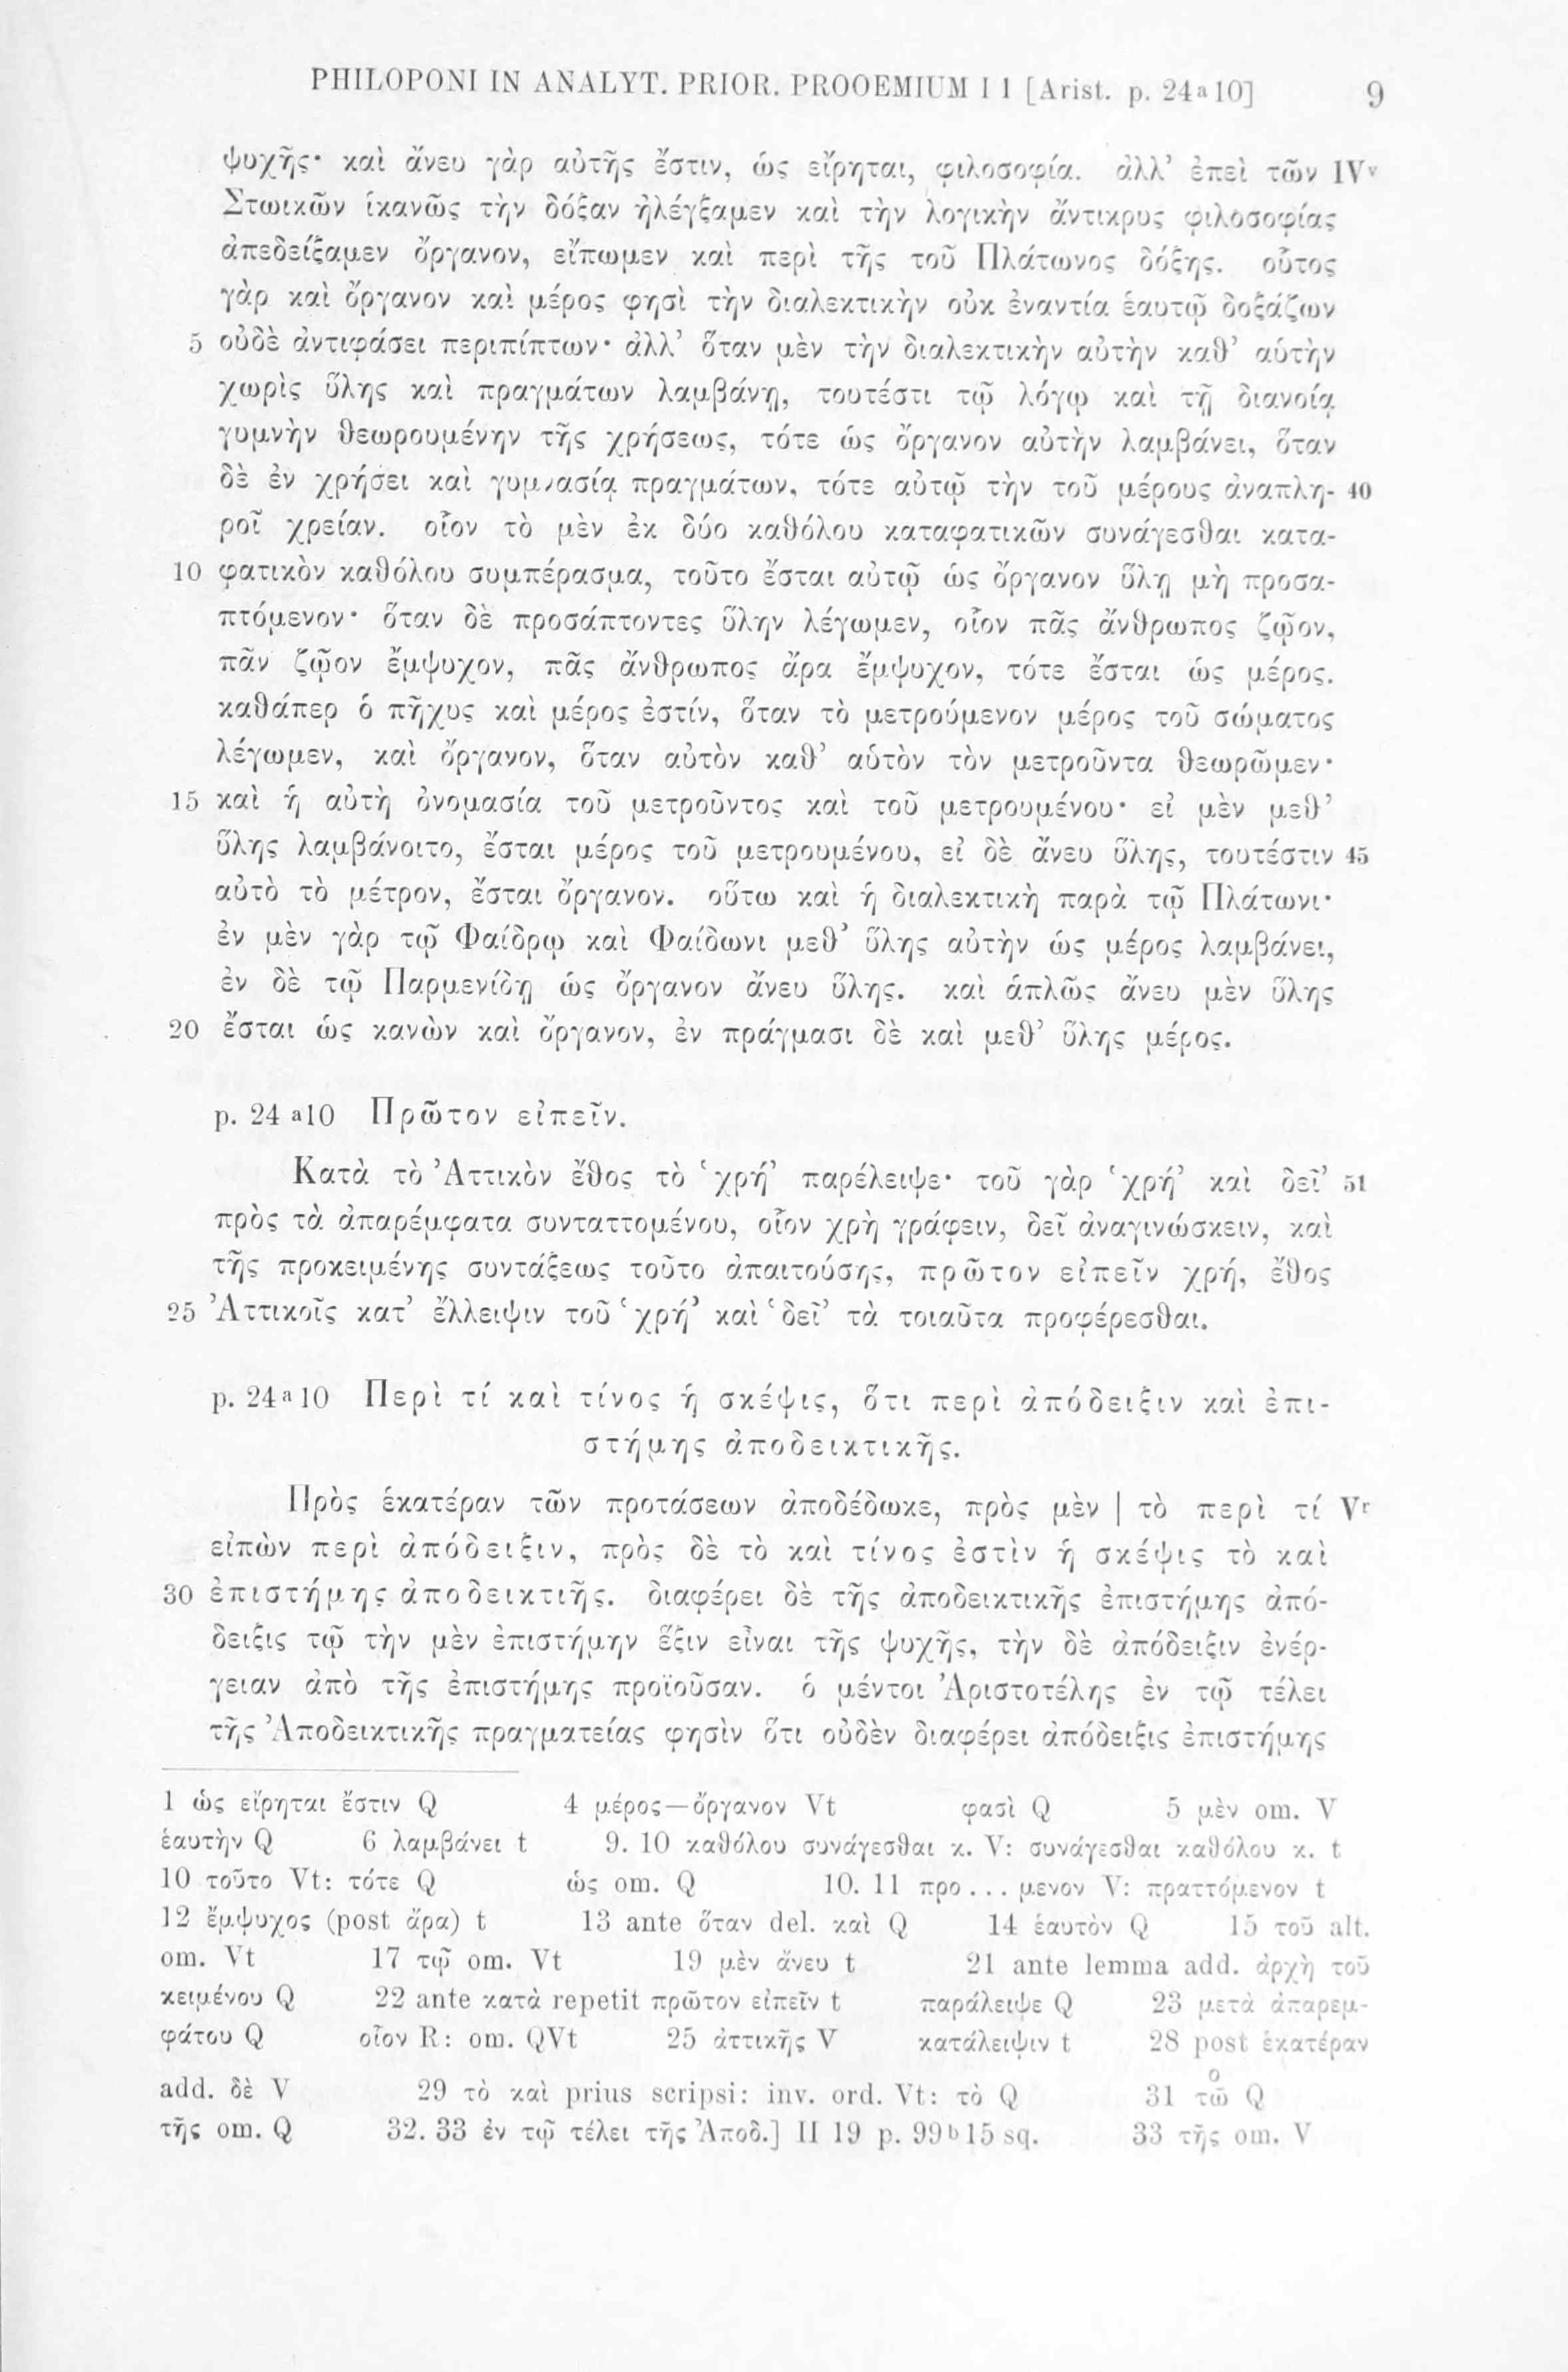 PHILOPONI IN ANALYT. PRIOR. PROOEMIUM I 1 [Arist. p. 24ᵃ10] 9
ψυχῆς· καὶ ἄνευ γὰρ αὐτῆς ἔστιν, ὡς εἴρηται, φιλοσοφία. ἀλλ’ ἐπεὶ τῶν IVᵛ
Στωικῶν ἱκανῶς τὴν δόξαν ἠλέγξαμεν καὶ τὴν λογικὴν ἄντικρυς φιλοσοφίας
ἀπεδείξαμεν ὄργανον, εἴπωμεν καὶ περὶ τῆς τοῦ Πλάτωνος δόξης. οὗτος
γὰρ καὶ ὄργανον καὶ μέρος φησὶ τὴν διαλεκτικὴν οὐκ ἐναντία ἑαυτῷ δοξάζων
5 οὐδὲ ἀντιφάσει περιπίπτων· ἀλλ’ ὅταν μὲν τὴν διαλεκτικὴν αὐτὴν καθ’ αὑτὴν
χωρὶς ὕλης καὶ πραγμάτων λαμβάνῃ, τουτέστι τῷ λόγῳ καὶ τῇ διανοίᾳ
γυμνὴν θεωρουμένην τῆς χρήσεως, τότε ὡς ὄργανον αὐτὴν λαμβάνει, ὅταν
δὲ ἐν χρήσει καὶ γυμνασίᾳ πραγμάτων, τότε αὐτῷ τὴν τοῦ μέρους ἀναπλη- 40
ροῖ χρείαν. οἷον τὸ μὲν ἐκ δύο καθόλου καταφατικῶν συνάγεσθαι κατα-
10 φατικὸν καθόλου συμπέρασμα, τοῦτο ἔσται αὐτῷ ὡς ὄργανον ὕλῃ μὴ προσα-
πτόμενον· ὅταν δὲ προσάπτοντες ὕλην λέγωμεν, οἷον πᾶς ἄνθρωπος ζῷον,
πᾶν ζῷον ἔμψυχον, πᾶς ἄνθρωπος ἄρα ἔμψυχον, τότε ἔσται ὡς μέρος.
καθάπερ ὁ πῆχυς καὶ μέρος ἐστίν, ὅταν τὸ μετρούμενον μέρος τοῦ σώματος
λέγωμεν, καὶ ὄργανον, ὅταν αὐτὸν καθ’ αὑτὸν τὸν μετροῦντα θεωρῶμεν·
15 καὶ ἡ αὐτὴ ὀνομασία τοῦ μετροῦντος καὶ τοῦ μετρουμένου· εἰ μὲν μεθ’
ὕλης λαμβάνοιτο, ἔσται μέρος τοῦ μετρουμένου, εἰ δὲ ἄνευ ὕλης, τουτέστιν 45
αὐτὸ τὸ μέτρον, ἔσται ὄργανον. οὕτω καὶ ἡ διαλεκτικὴ παρὰ τῷ Πλάτωνι·
ἐν μὲν γὰρ τῷ Φαίδρῳ καὶ Φαίδωνι μεθ’ ὕλης αὐτὴν ὡς μέρος λαμβάνει,
ἐν δὲ τῷ Παρμενίδῃ ὡς ὄργανον ἄνευ ὕλης. καὶ ἁπλῶς ἄνευ μὲν ὕλης
20 ἔσται ὡς κανὼν καὶ ὄργανον, ἐν πράγμασι δὲ καὶ μεθ’ ὕλης μέρος.
p. 24 ᵃ10 Πρῶτον εἰπεῖν.
Κατὰ τὸ Ἀττικὸν ἔθος τὸ ‘χρή’ παρέλειψε· τοῦ γὰρ ‘χρή’ καὶ δεῖ’ 51
πρὸς τὰ ἀπαρέμφατα συνταττομένου, οἷον χρὴ γράφειν, δεῖ ἀναγινώσκειν, καὶ
τῆς προκειμένης συντάξεως τοῦτο ἀπαιτούσης, πρῶτον εἰπεῖν χρή, ἔθος
25 Ἀττικοῖς κατ’ ἔλλειψιν τοῦ ‘χρή’ καὶ ‘δεῖ’ τὰ τοιαῦτα προφέρεσθαι.
p. 24ᵃ10 Περὶ τί καὶ τίνος ἡ σκέψις, ὅτι περὶ ἀπόδειξιν καὶ ἐπι-
στήμης ἀποδεικτικῆς.
Πρὸς ἑκατέραν τῶν προτάσεων ἀποδέδωκε, πρὸς μὲν | τὸ περὶ τί Vʳ
εἰπὼν περὶ ἀπόδειξιν, πρὸς δὲ τὸ καὶ τίνος ἐστὶν ἡ σκέψις τὸ καὶ
30 ἐπιστήμης ἀποδεικτιῆς. διαφέρει δὲ τῆς ἀποδεικτικῆς ἐπιστήμης ἀπό-
δειξις τῷ τὴν μὲν ἐπιστήμην ἕξιν εἶναι τῆς ψυχῆς, τὴν δὲ ἀπόδειξιν ἐνέρ-
γειαν ἀπὸ τῆς ἐπιστήμης προϊοῦσαν. ὁ μέντοι Ἀριστοτέλης ἐν τῷ τέλει
τῆς Ἀποδεικτικῆς πραγματείας φησὶν ὅτι οὐδὲν διαφέρει ἀπόδειξις ἐπιστήμης
1 ὡς εἴρηται ἔστιν Q 4 μέρος—ὄργανον Vt φασὶ Q 5 μὲν om. V
ἑαυτὴν Q 6 λαμβάνει t 9. 10 καθόλου συνάγεσθαι κ. V: συνάγεσθαι καθόλου κ. t
10 τοῦτο Vt: τότε Q ὡς om. Q 10. 11 προ... μενον V: πραττόμενον t
12 ἔμψυχος (post ἄρα) t 13 ante ὅταν del. καὶ Q 14 ἑαυτὸν Q 15 τοῦ alt.
om. Vt 17 τῷ om. Vt 19 μὲν ἄνευ t 21 ante lemma add. ἀρχὴ τοῦ
κειμένου Q 22 ante κατὰ repetit πρῶτον εἰπεῖν t παράλειψε Q 23 μετὰ ἀπαρεμ-
φάτου Q οἷον R: om. QVt 25 ἀττικῆς V κατάλειψιν t 28 post ἑκατέραν
add. δὲ V 29 τὸ καὶ prius scripsi: inv. ord. Vt: τὸ Q 31 τῶͦ Q
τῆς om. Q 32. 33 ἐν τῷ τέλει τῆς Ἀποδ.] II 19 p. 99ᵇ15 sq. 33 τῆς om. V